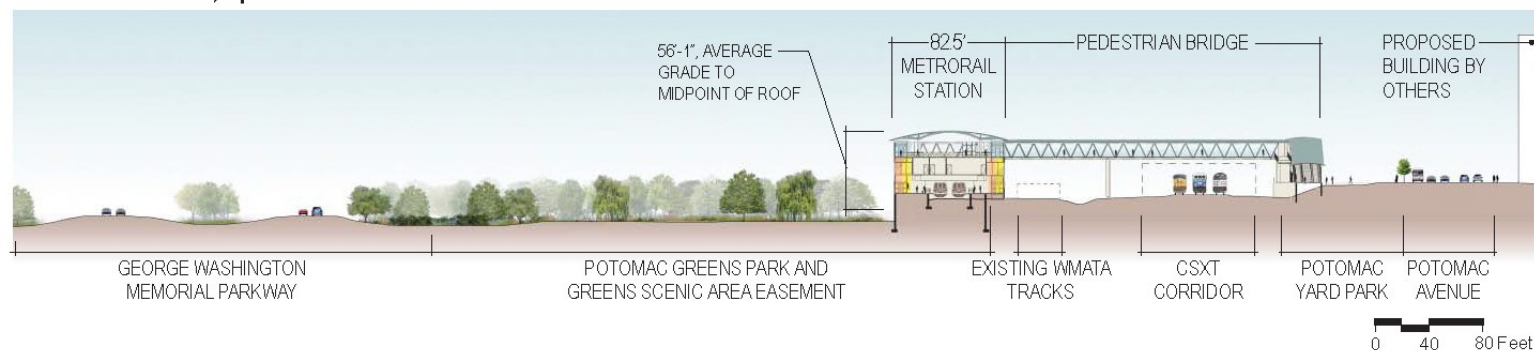 56'-1", AVERAGE
GRADE TO
MIDPOINT OF ROOF
82.5'
METRORAIL
STATION
PEDESTRIAN BRIDGE
PROPOSED
BUILDING BY
OTHERS
GEORGE WASHINGTON
MEMORIAL PARKWAY
POTOMAC GREENS PARK AND
GREENS SCENIC AREA EASEMENT
EXISTING WMATA
TRACKS
CSXT
CORRIDOR
POTOMAC
YARD PARK
POTOMAC
AVENUE
0 40 80 Feet